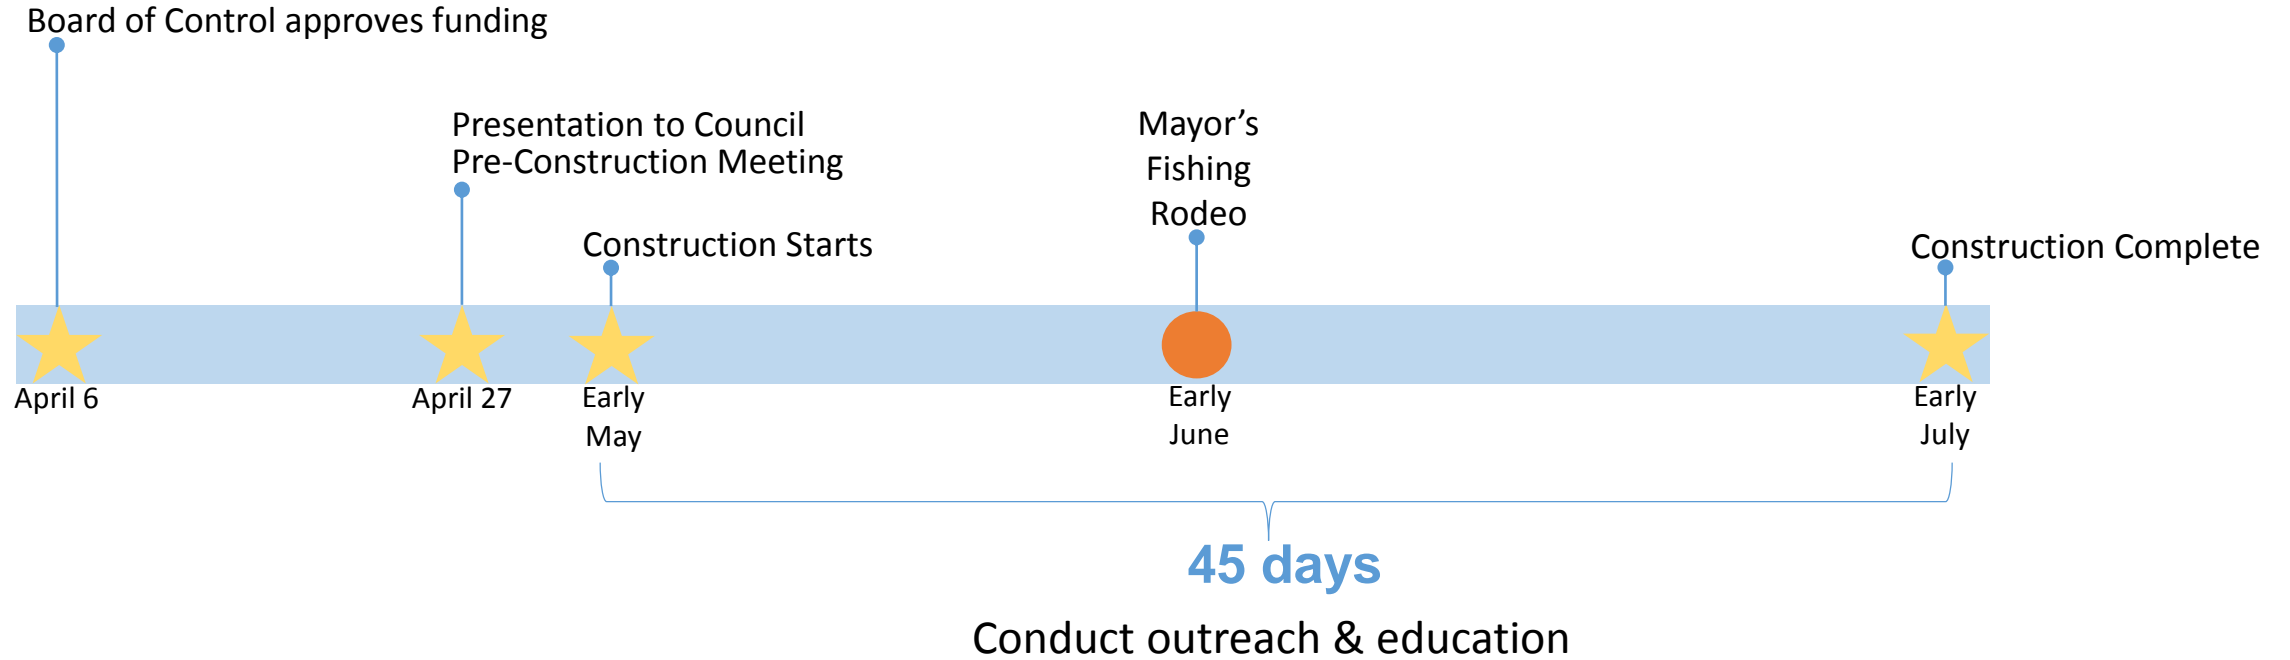 Board of Control approves funding
Presentation to Council
Pre-Construction Meeting
Construction Starts
Mayor’s
Fishing
Rodeo
Construction Complete
April 6
April 27
Early
May
Early
June
Early
July
45 days
Conduct outreach & education